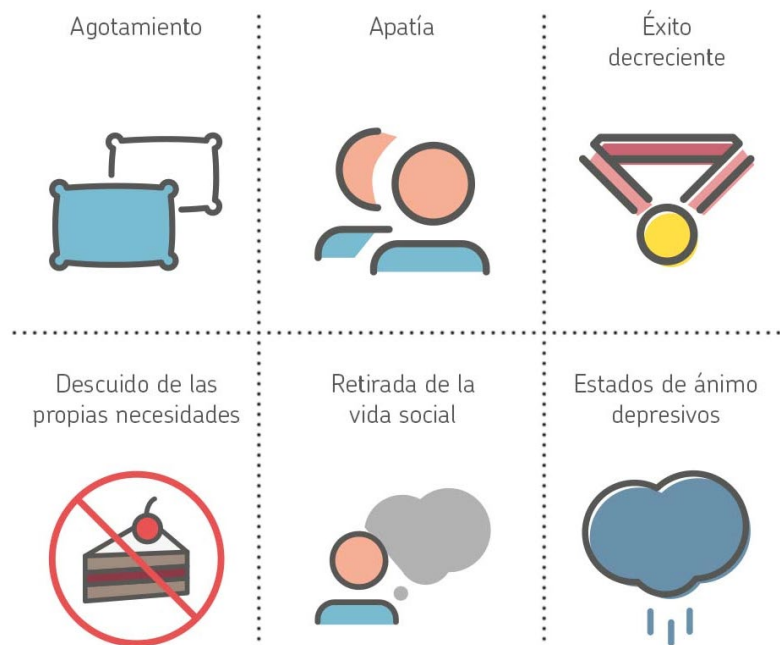 Agotamiento
Apatía
Éxito
decreciente
Descuido de las
propias necesidades
Retirada de la
vida social
Estados de ánimo
depresivos